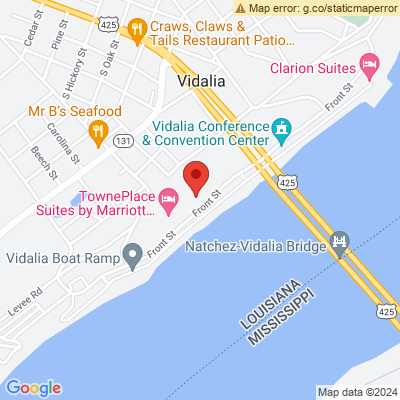 Map error: g.co/staticmaperror
Cedar St
Pine St
S Hickory St
S Oak St
425
Craws, Claws &
Tails Restaurant Patio…
Vidalia
Clarion Suites
Front St
Mr B's Seafood
Carolina St
Beech St
131
Vidalia Conference
& Convention Center
425
TownePlace
Suites by Marriott…
Front St
Front St
Natchez-Vidalia Bridge
Vidalia Boat Ramp
Levee Rd
LOUISIANA
MISSISSIPPI
425
Google
Map data ©2024